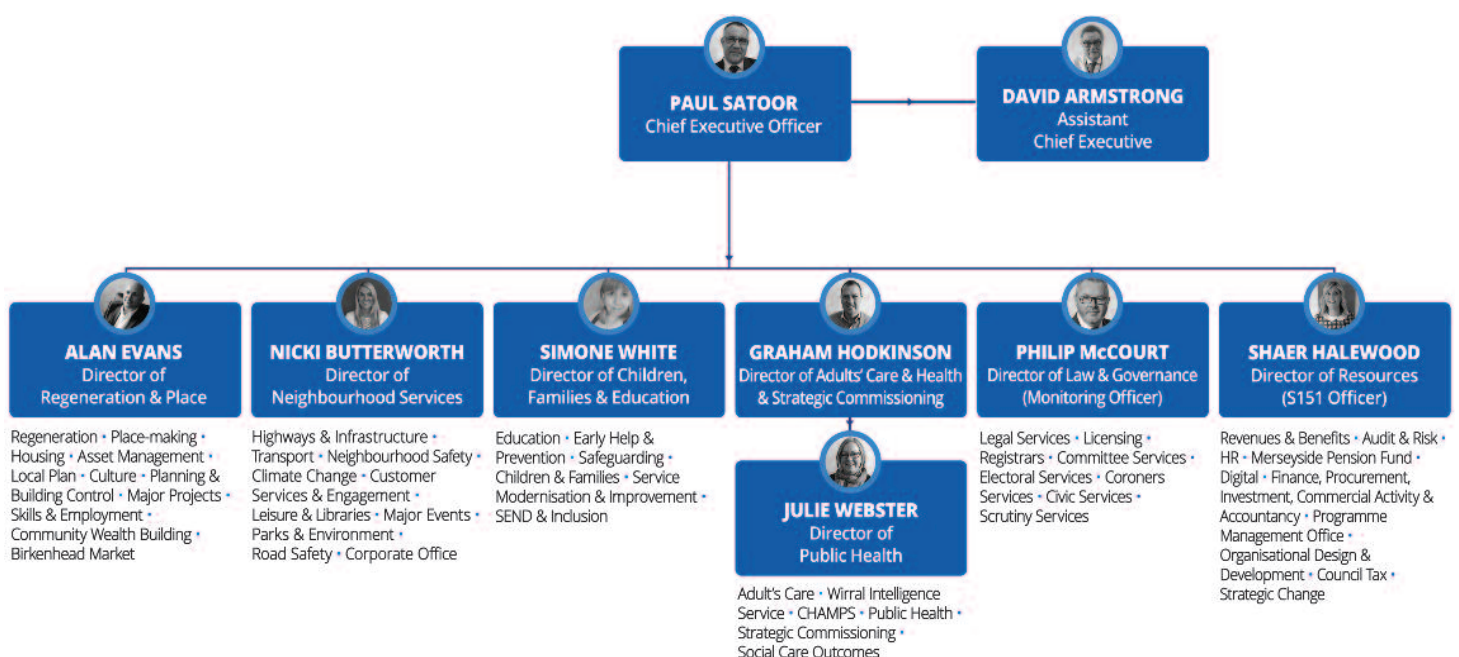 PAUL SATOOR
Chief Executive Officer
DAVID ARMSTRONG
Assistant
Chief Executive
ALAN EVANS
Director of
Regeneration & Place
Regeneration • Place-making •
Housing • Asset Management •
Local Plan • Culture • Planning &
Building Control • Major Projects •
Skills & Employment •
Community Wealth Building •
Birkenhead Market
NICKI BUTTERWORTH
Director of
Neighbourhood Services
Highways & Infrastructure •
Transport • Neighbourhood Safety •
Climate Change • Customer
Services & Engagement •
Leisure & Libraries • Major Events •
Parks & Environment •
Road Safety • Corporate Office
SIMONE WHITE
Director of Children,
Families & Education
Education • Early Help &
Prevention • Safeguarding •
Children & Families • Service
Modernisation & Improvement •
SEND & Inclusion
GRAHAM HODKINSON
Director of Adults' Care & Health
& Strategic Commissioning
JULIE WEBSTER
Director of
Public Health
Adult's Care • Wirral Intelligence
Service • CHAMPS • Public Health •
Strategic Commissioning •
Social Care Outcomes
PHILIP McCOURT
Director of Law & Governance
(Monitoring Officer)
Legal Services • Licensing •
Registrars • Committee Services •
Electoral Services • Coroners
Services • Civic Services •
Scrutiny Services
SHAER HALEWOOD
Director of Resources
(S151 Officer)
Revenues & Benefits • Audit & Risk •
HR • Merseyside Pension Fund •
Digital • Finance, Procurement,
Investment, Commercial Activity &
Accountancy • Programme
Management Office •
Organisational Design &
Development • Council Tax •
Strategic Change